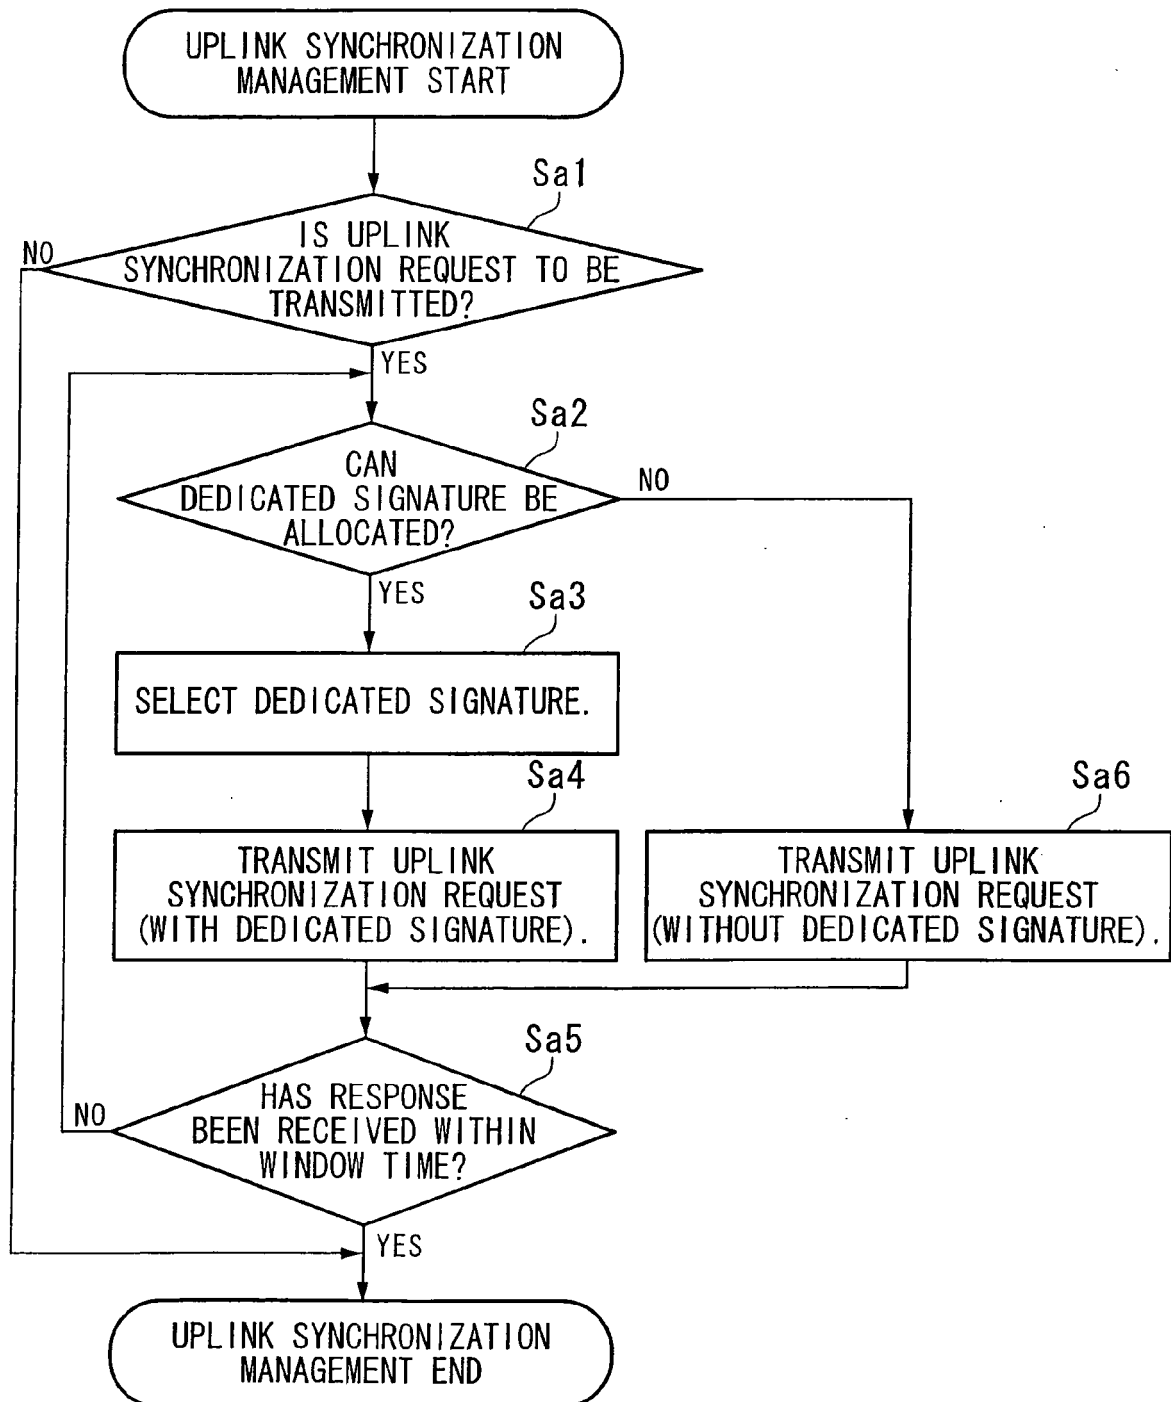 UPLINK SYNCHRONIZATION
MANAGEMENT START
Sa1
IS UPLINK
SYNCHRONIZATION REQUEST TO BE
TRANSMITTED?
NO
YES
Sa2
CAN
DEDICATED SIGNATURE BE
ALLOCATED?
NO
YES
Sa3
SELECT DEDICATED SIGNATURE.
Sa4
TRANSMIT UPLINK
SYNCHRONIZATION REQUEST
(WITH DEDICATED SIGNATURE).
Sa6
TRANSMIT UPLINK
SYNCHRONIZATION REQUEST
(WITHOUT DEDICATED SIGNATURE).
Sa5
HAS RESPONSE
BEEN RECEIVED WITHIN
WINDOW TIME?
NO
YES
UPLINK SYNCHRONIZATION
MANAGEMENT END